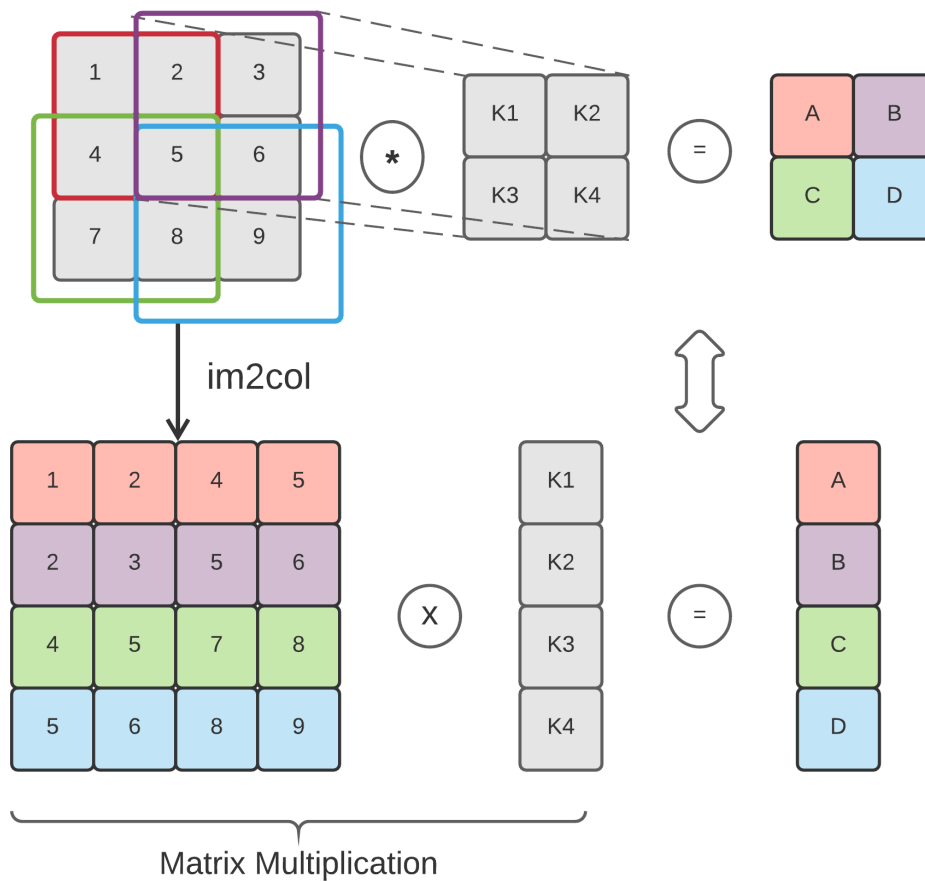 1 2 3
K1 K2
A B
4 5 6
*
=
K3 K4
C D
7 8 9
im2col
1 2 4 5
K1
A
2 3 5 6
K2
B
X
=
4 5 7 8
K3
C
5 6 8 9
K4
D
Matrix Multiplication